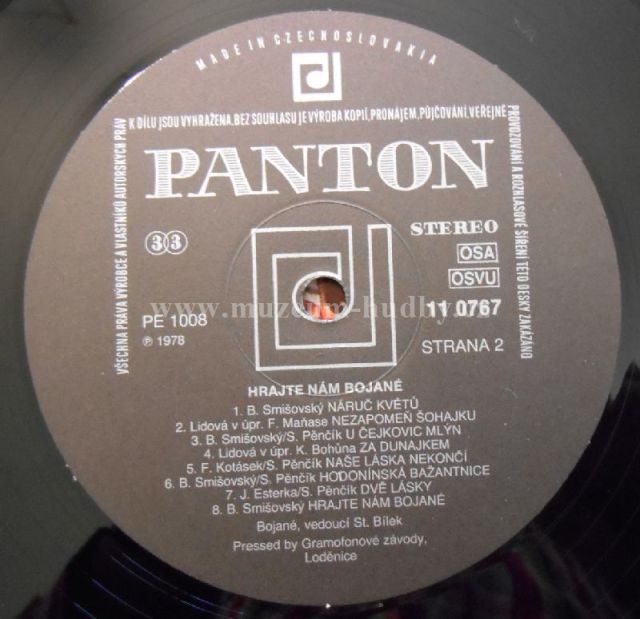 MADE IN CZECHOSLOVAKIA
VŠECHNA PRÁVA VÝROBCE A VLASTNÍKŮ AUTORSKÝCH PRÁV
K DÍLU JSOU VYHRAŽENA. BEZ SOUHLASU JE VÝROBA KOPIÍ, PRONÁJEM, PŮJČOVÁNÍ, VEŘEJNÉ
PROVOZOVÁNÍ A ROZHLASOVÉ ŠÍŘENÍ TÉTO DESKY ZAKÁZÁNO
PANTON
33
STEREO
OSA
OSVU
www.muzeum-hudby.
PE 1008
11 0767
℗ 1978
STRANA 2
HRAJTE NÁM BOJANÉ
1. B. Smišovský NÁRUČ KVĚTŮ
2. Lidová v úpr. F. Maňase NEZAPOMEŇ ŠOHAJKU
3. B. Smišovský/S. Pěnčík U ČEJKOVIC MLÝN
4. Lidová v úpr. K. Bohůna ZA DUNAJKEM
5. F. Kotásek/S. Pěnčík NAŠE LÁSKA NEKONČÍ
6. B. Smišovský/S. Pěnčík HODONÍNSKÁ BAŽANTNICE
7. J. Esterka/S. Pěnčík DVĚ LÁSKY
8. B. Smišovský HRAJTE NÁM BOJANÉ
Bojané, vedoucí St. Bílek
Pressed by Gramofonové závody,
Loděnice